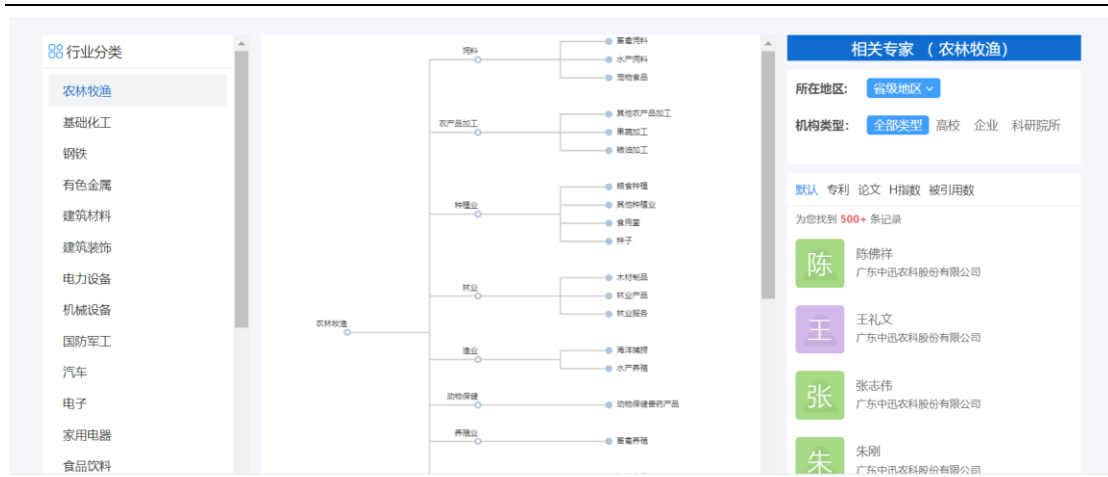 行业分类
农林牧渔
基础化工
钢铁
有色金属
建筑材料
建筑装饰
电力设备
机械设备
国防军工
汽车
电子
家用电器
食品饮料
农林牧渔
饲料
畜禽饲料
水产饲料
宠物食品
农产品加工
其他农产品加工
果蔬加工
粮油加工
种植业
粮食种植
其他种植业
食用菌
种子
林业
木材制品
林业产品
林业服务
渔业
海洋捕捞
水产养殖
动物保健
动物保健兽药产品
养殖业
畜禽养殖
相关专家 （ 农林牧渔）
所在地区: 省级地区
机构类型: 全部类型 高校 企业 科研院所
默认 专利 论文 H指数 被引用数
为您找到 500+ 条记录
陈 陈佛祥
广东中迅农科股份有限公司
王 王礼文
广东中迅农科股份有限公司
张 张志伟
广东中迅农科股份有限公司
朱 朱刚
广东中迅农科股份有限公司